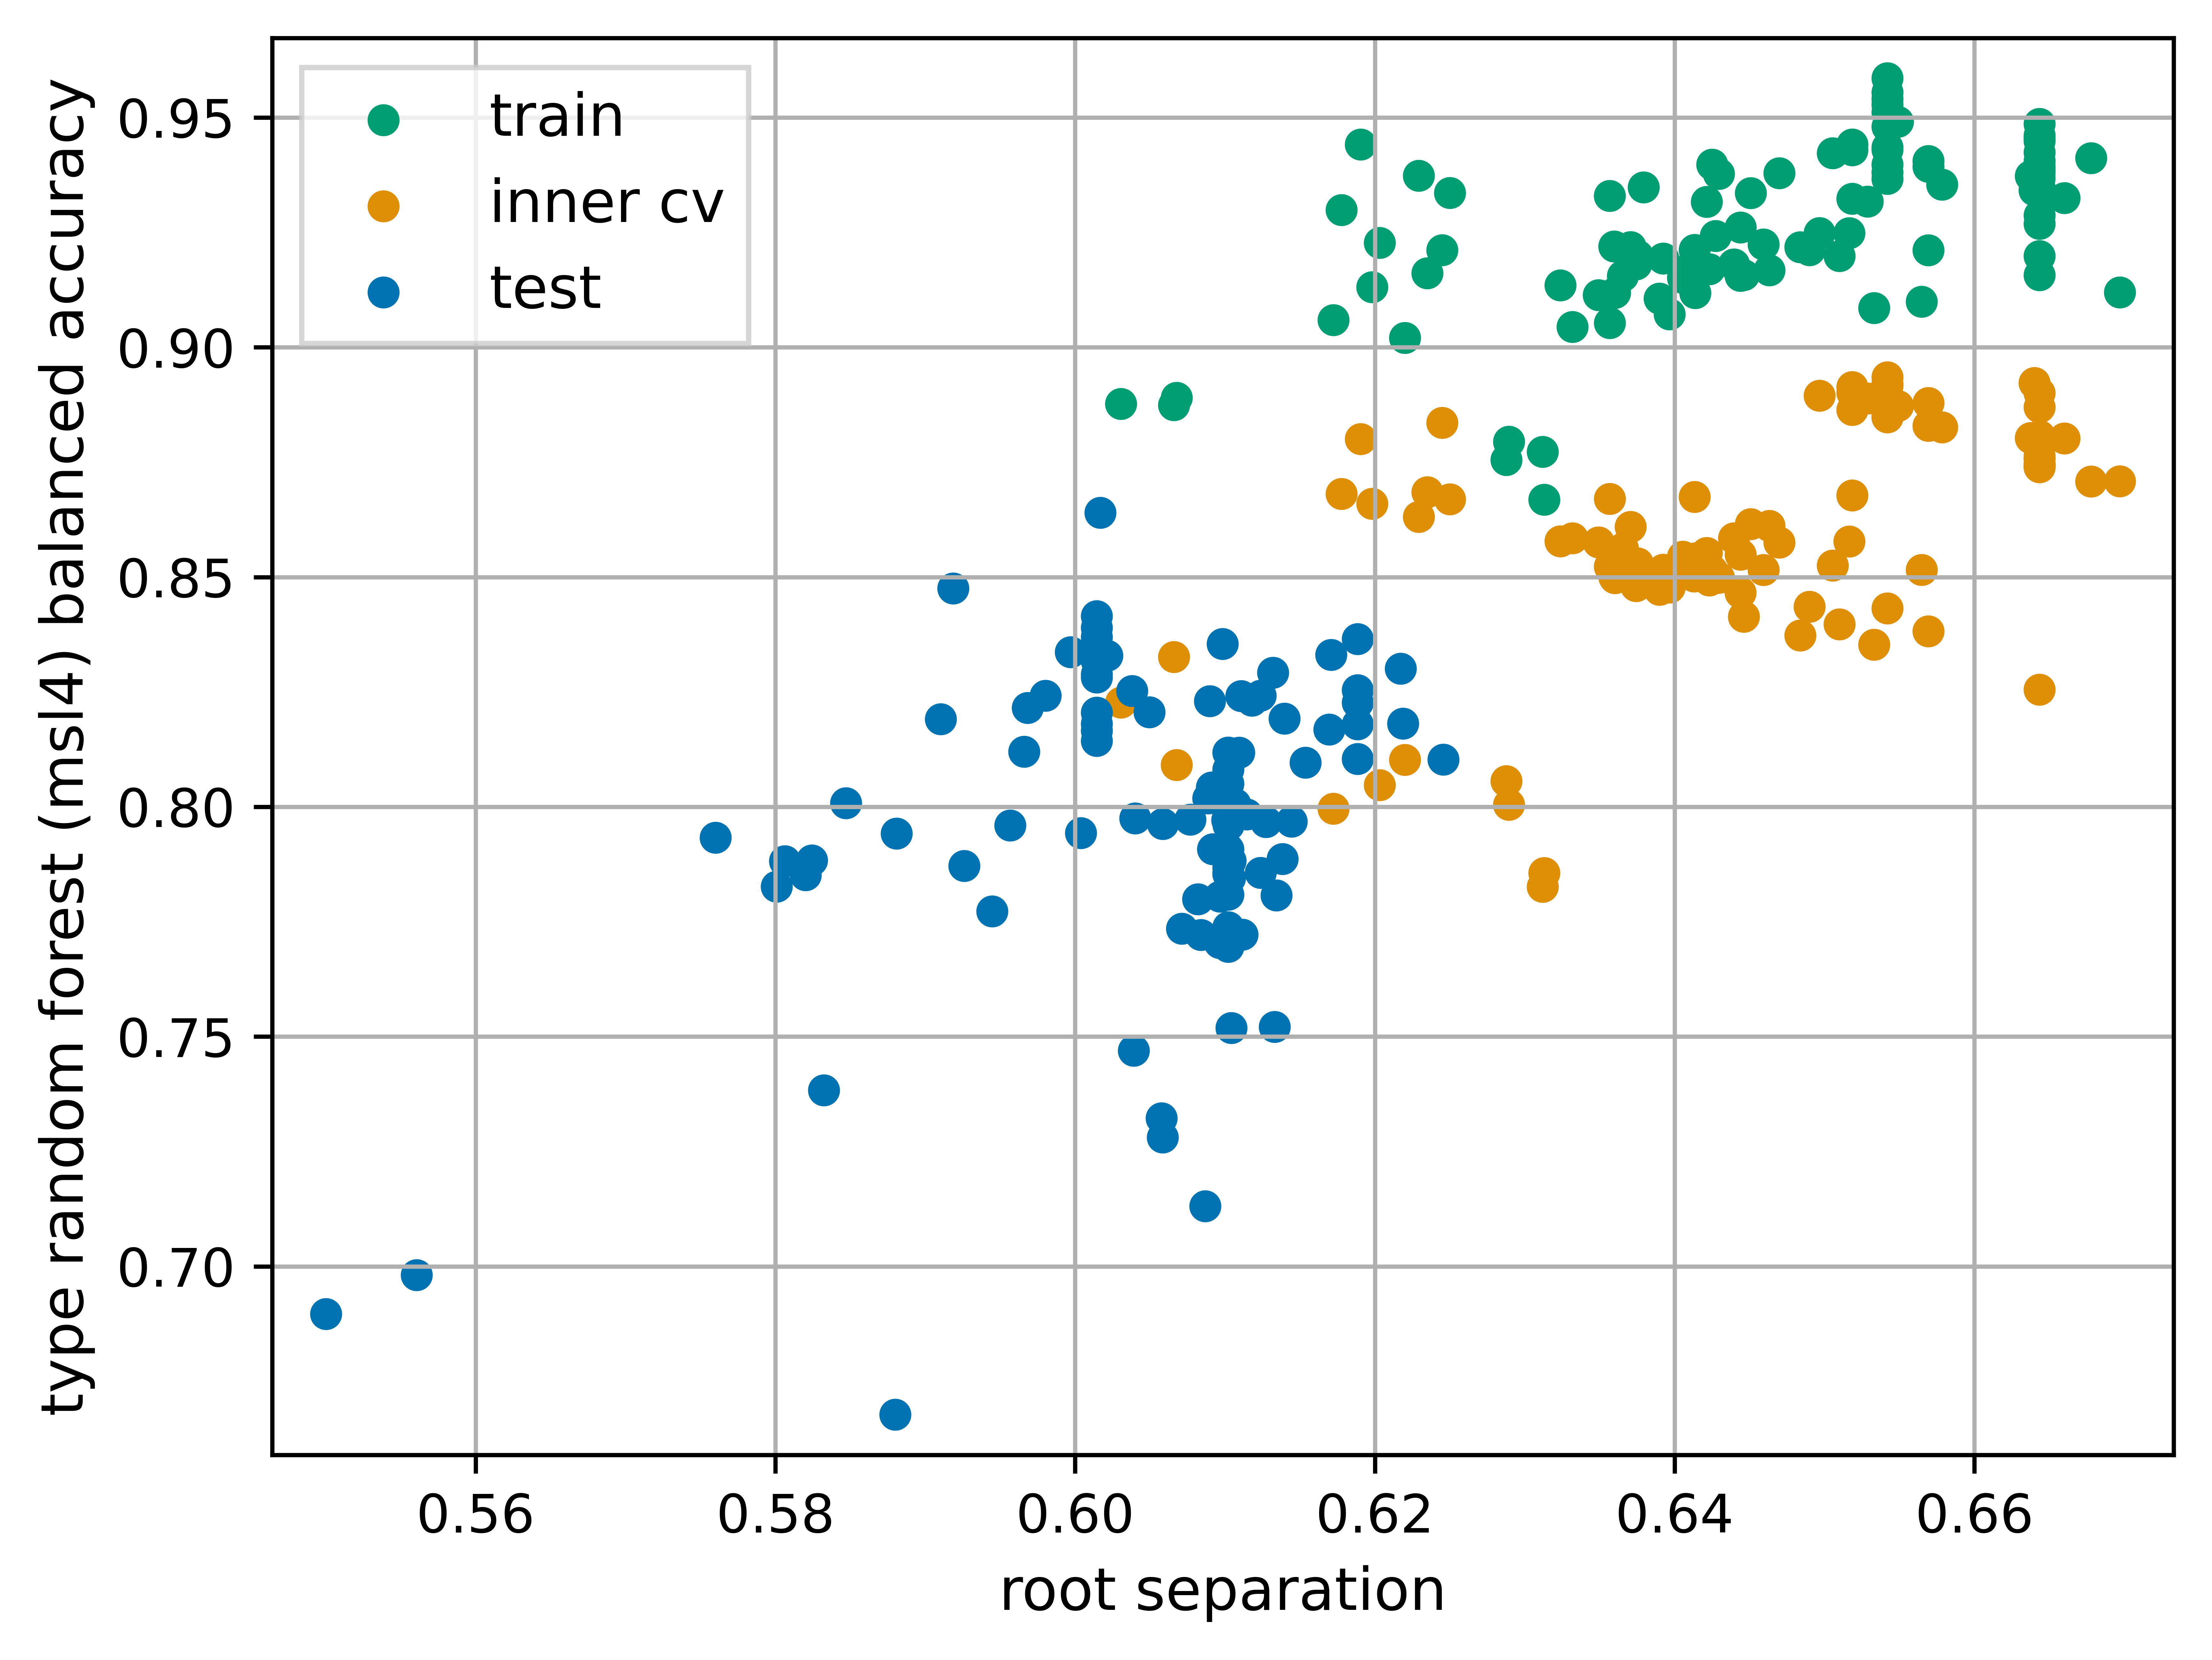 train
inner cv
test
0.95
0.90
0.85
0.80
0.75
0.70
type random forest (msl4) balanced accuracy
0.56 0.58 0.60 0.62 0.64 0.66
root separation